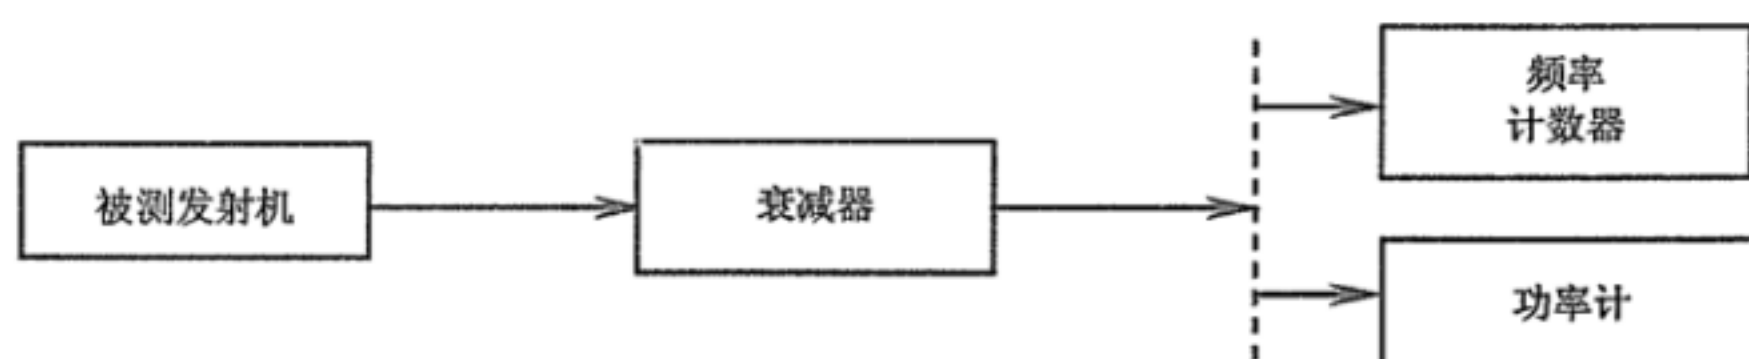 被测发射机
衰减器
频率
计数器
功率计